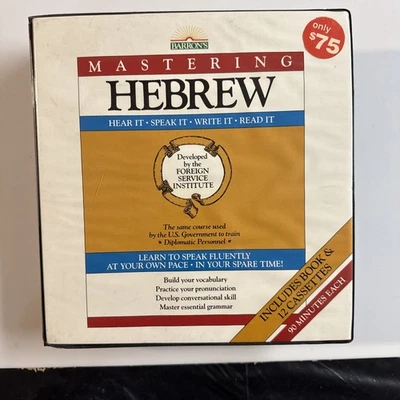 BARRON'S
only
$75
MASTERING
HEBREW
HEAR IT • SPEAK IT • WRITE IT • READ IT
Developed
by the
FOREIGN
SERVICE
INSTITUTE
The same course used
by the U.S. Government to train
• Diplomatic Personnel •
LEARN TO SPEAK FLUENTLY
AT YOUR OWN PACE • IN YOUR SPARE TIME!
Build your vocabulary
Practice your pronunciation
Develop conversational skill
Master essential grammar
INCLUDES BOOK &
12 CASSETTES
90 MINUTES EACH